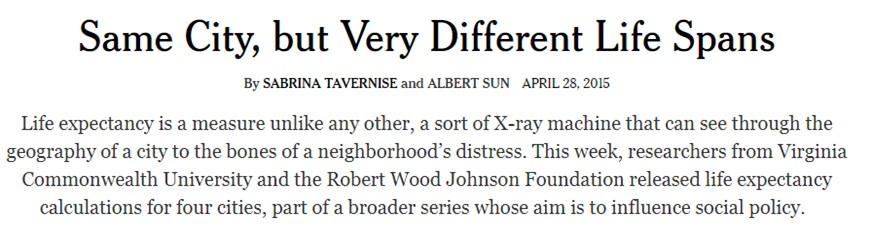 Same City, but Very Different Life Spans
By SABRINA TAVERNISE and ALBERT SUN APRIL 28, 2015
Life expectancy is a measure unlike any other, a sort of X-ray machine that can see through the
geography of a city to the bones of a neighborhood’s distress. This week, researchers from Virginia
Commonwealth University and the Robert Wood Johnson Foundation released life expectancy
calculations for four cities, part of a broader series whose aim is to influence social policy.